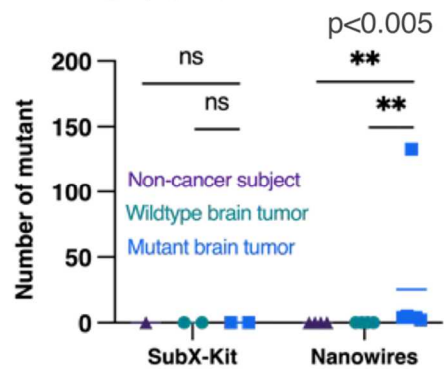 p<0.005
ns
**
ns
**
200
150
100
50
0
Number of mutant
Non-cancer subject
Wildtype brain tumor
Mutant brain tumor
SubX-Kit
Nanowires